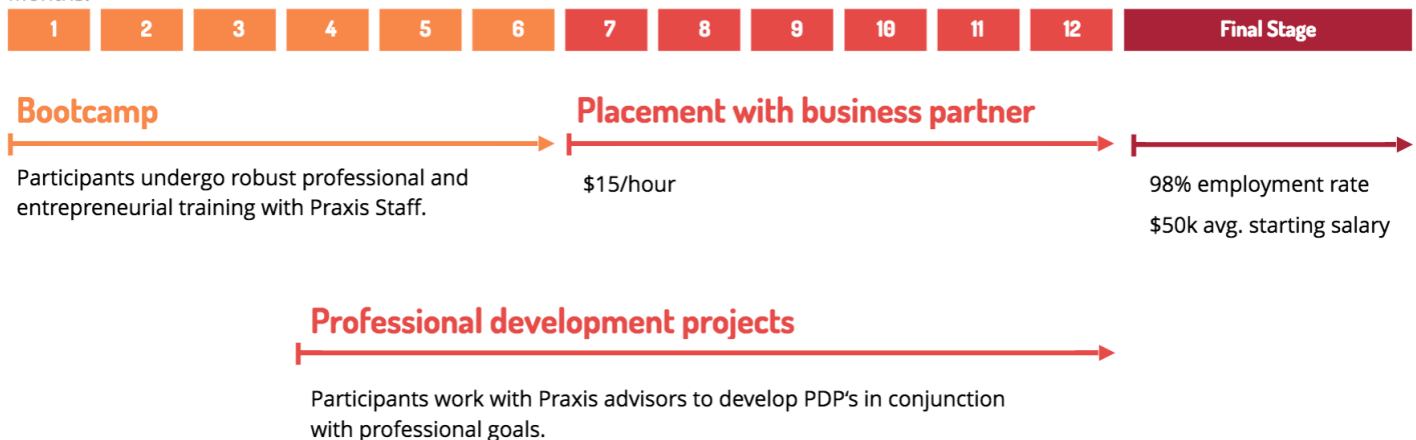 1 2 3 4 5 6 7 8 9 10 11 12 Final Stage
Bootcamp
Participants undergo robust professional and
entrepreneurial training with Praxis Staff.
Placement with business partner
$15/hour
98% employment rate
$50k avg. starting salary
Professional development projects
Participants work with Praxis advisors to develop PDP's in conjunction
with professional goals.